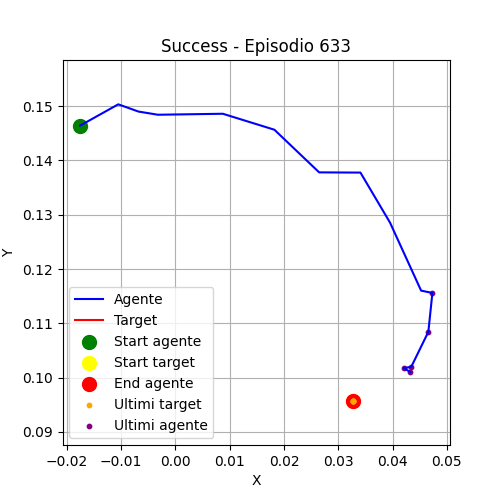 Success - Episodio 633
0.15
0.14
0.13
0.12
0.11
0.10
0.09
Y
Agente
Target
Start agente
Start target
End agente
Ultimi target
Ultimi agente
−0.02 −0.01 0.00 0.01 0.02 0.03 0.04 0.05
X